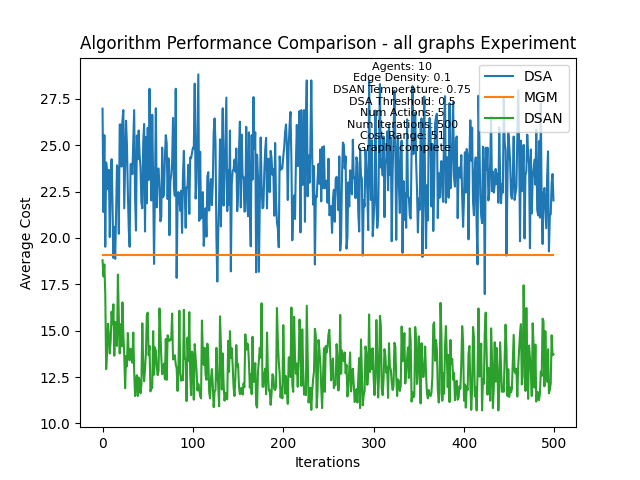 Algorithm Performance Comparison - all graphs Experiment
Agents: 10
Edge Density: 0.1
DSAN Temperature: 0.75
DSA Threshold: 0.5
Num Actions: 5
Num Iterations: 500
Cost Range: 51
Graph: complete
DSA
MGM
DSAN
Average Cost
27.5
25.0
22.5
20.0
17.5
15.0
12.5
10.0
0
100
200
300
400
500
Iterations